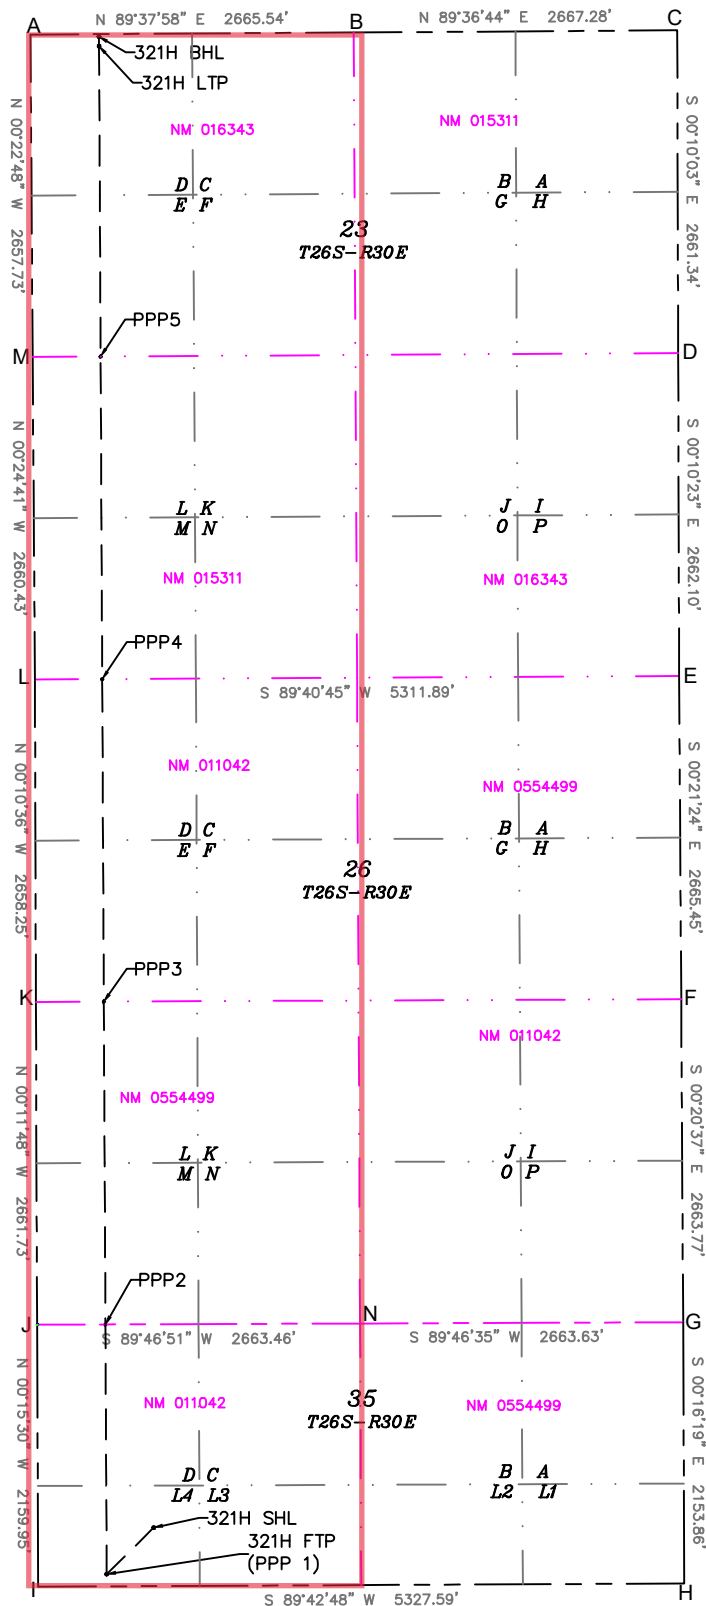 N 89°37'58" E 2665.54'
N 89°36'44" E 2667.28'
A
B
C
321H BHL
321H LTP
NM 016343
NM 015311
N 00°22'48" W 2657.73'
S 00°10'03" E 2661.34'
D C
E F
B A
G H
23
T26S-R30E
PPP5
M
D
N 00°24'41" W 2660.43'
S 00°10'23" E 2662.10'
L K
M N
J I
O P
NM 015311
NM 016343
PPP4
L
E
S 89°40'45" W 5311.89'
NM 011042
NM 0554499
N 00°10'36" W 2658.25'
S 00°21'24" E 2665.45'
D C
E F
B A
G H
26
T26S-R30E
PPP3
K
F
NM 011042
NM 0554499
N 00°11'48" W 2661.73'
S 00°20'37" E 2663.77'
L K
M N
J I
O P
PPP2
J
N
G
S 89°46'51" W 2663.46'
S 89°46'35" W 2663.63'
N 00°15'30" W 2159.95'
S 00°16'19" E 2153.86'
NM 011042
NM 0554499
35
T26S-R30E
D C
L4 L3
B A
L2 L1
321H SHL
321H FTP
(PPP 1)
I
H
S 89°42'48" W 5327.59'